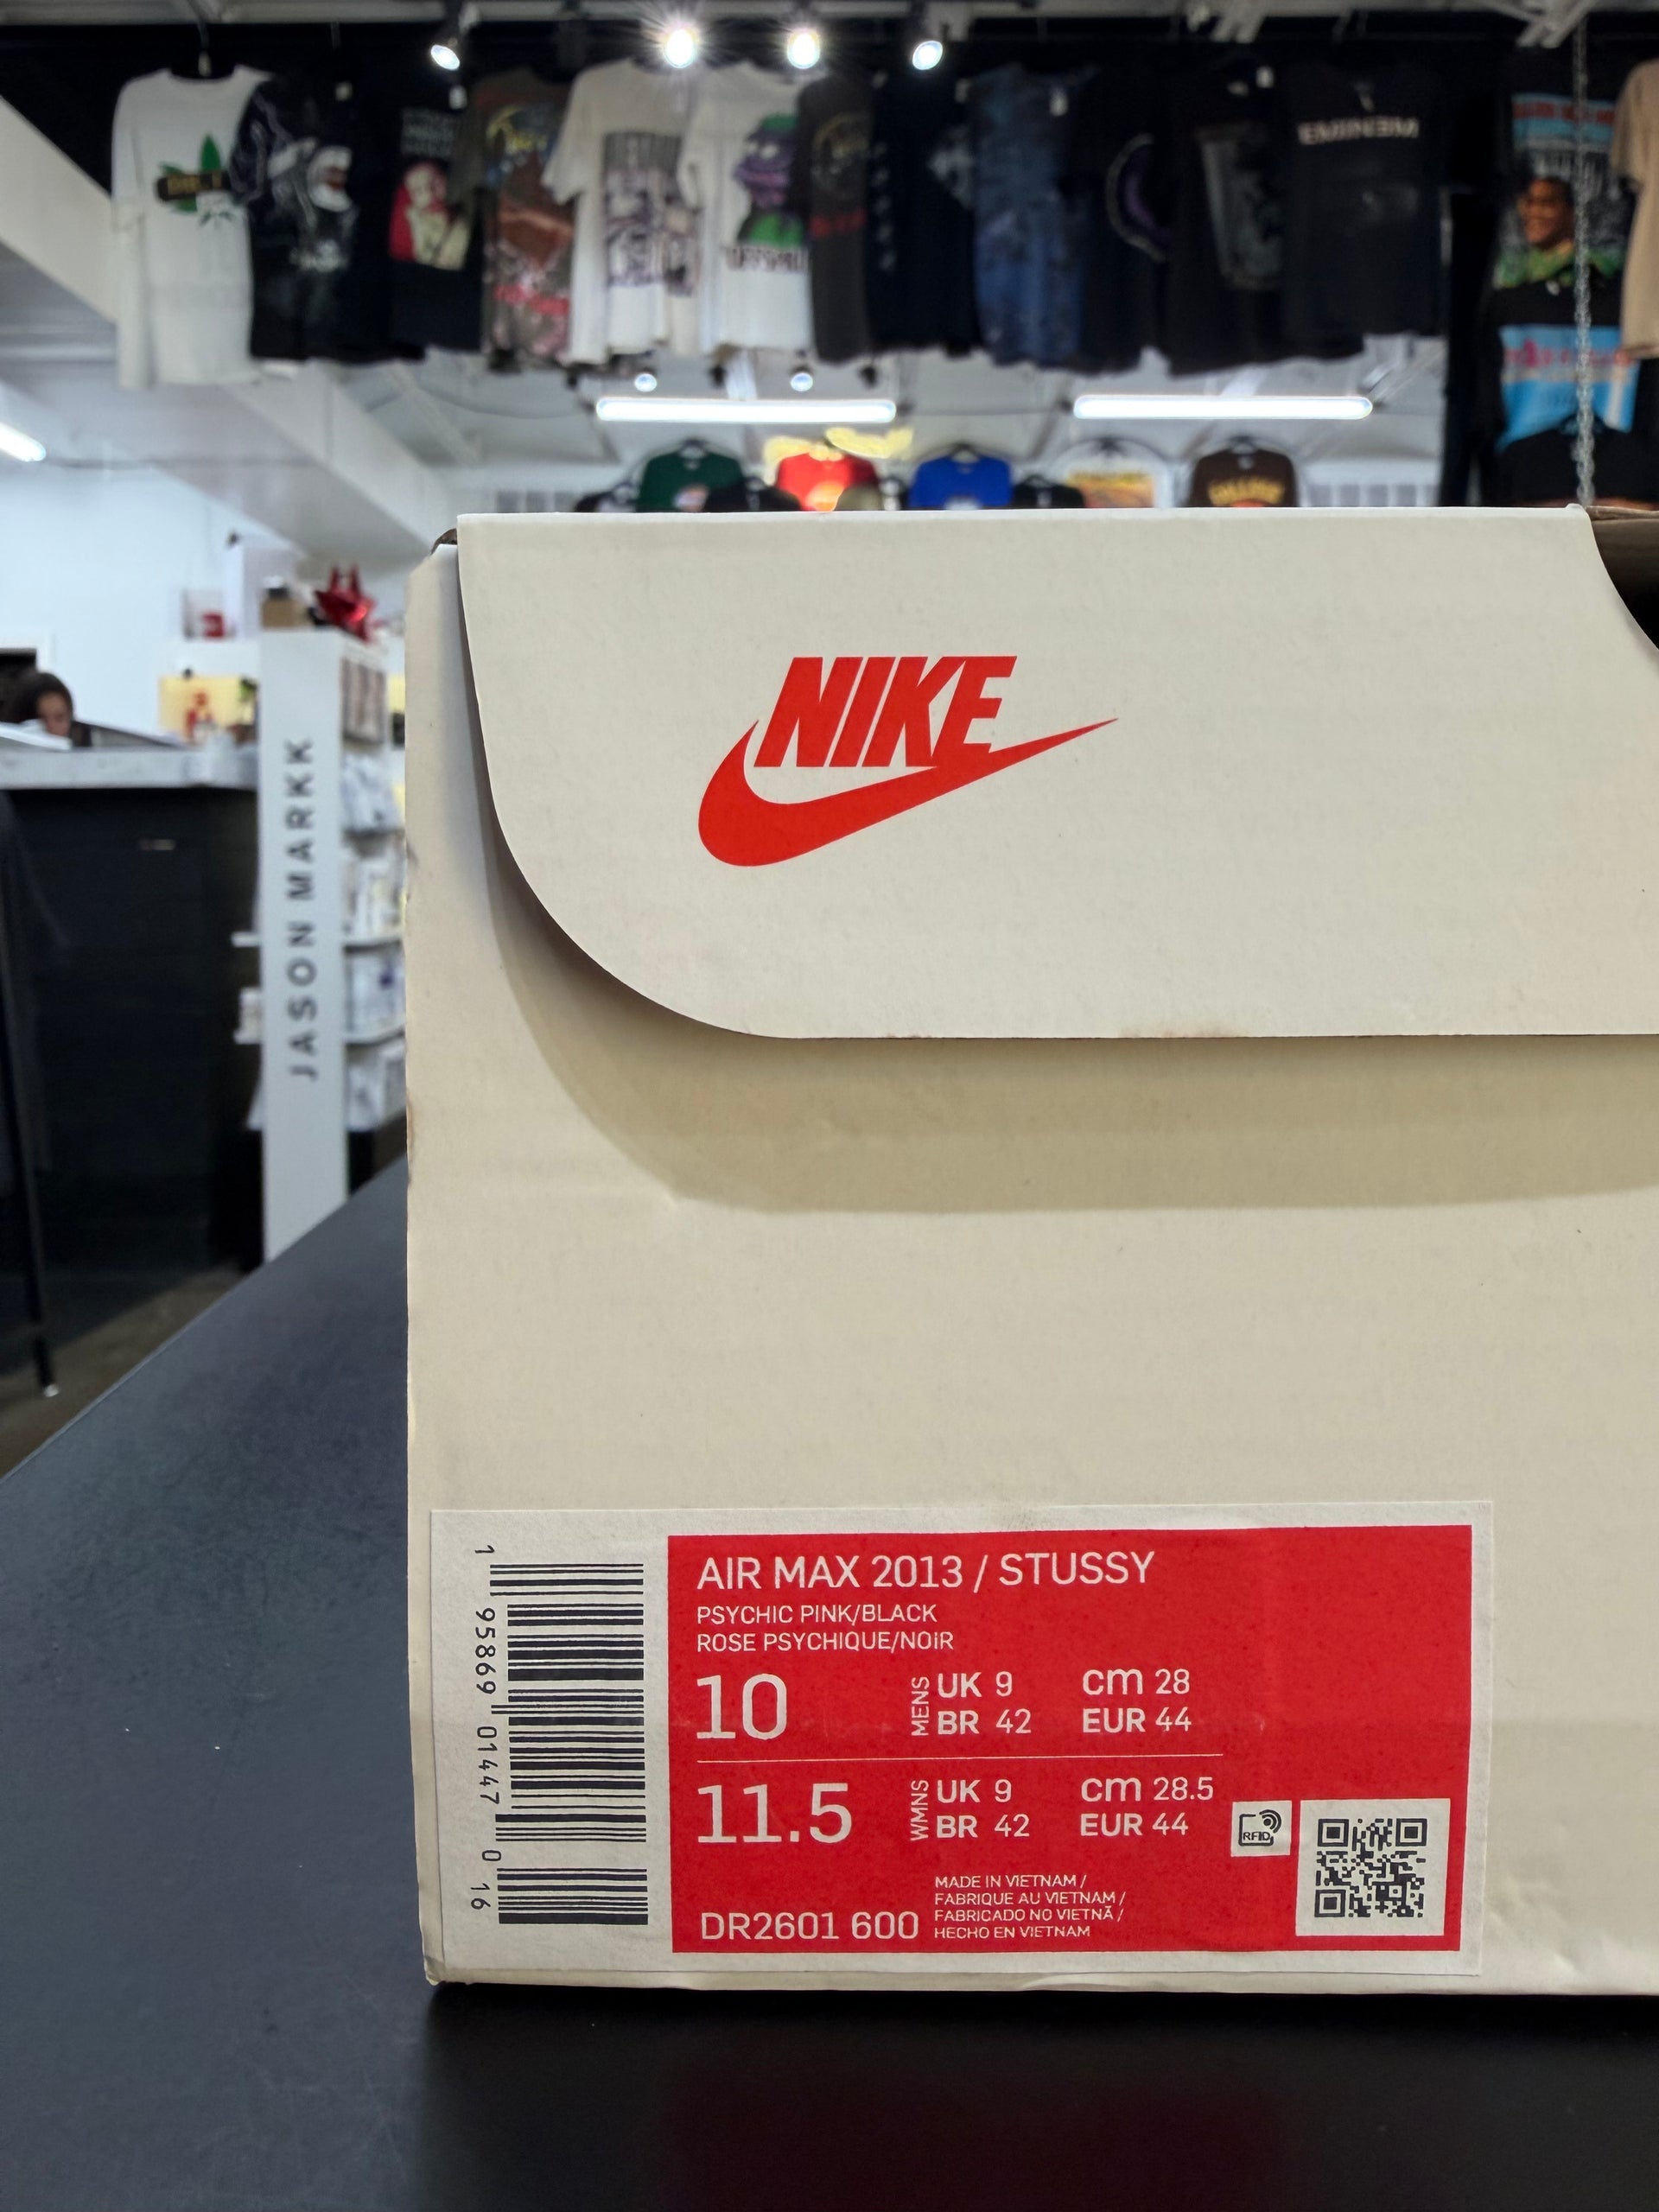 EMINEM
JASON MARKK
NIKE
AIR MAX 2013 / STUSSY
PSYCHIC PINK/BLACK
ROSE PSYCHIQUE/NOIR
10 MENS UK 9 cm 28
BR 42 EUR 44
11.5 WMNS UK 9 cm 28.5
BR 42 EUR 44
RFID
MADE IN VIETNAM /
FABRIQUE AU VIETNAM /
FABRICADO NO VIETNÃ /
HECHO EN VIETNAM
DR2601 600
1 95869 01447 0 16